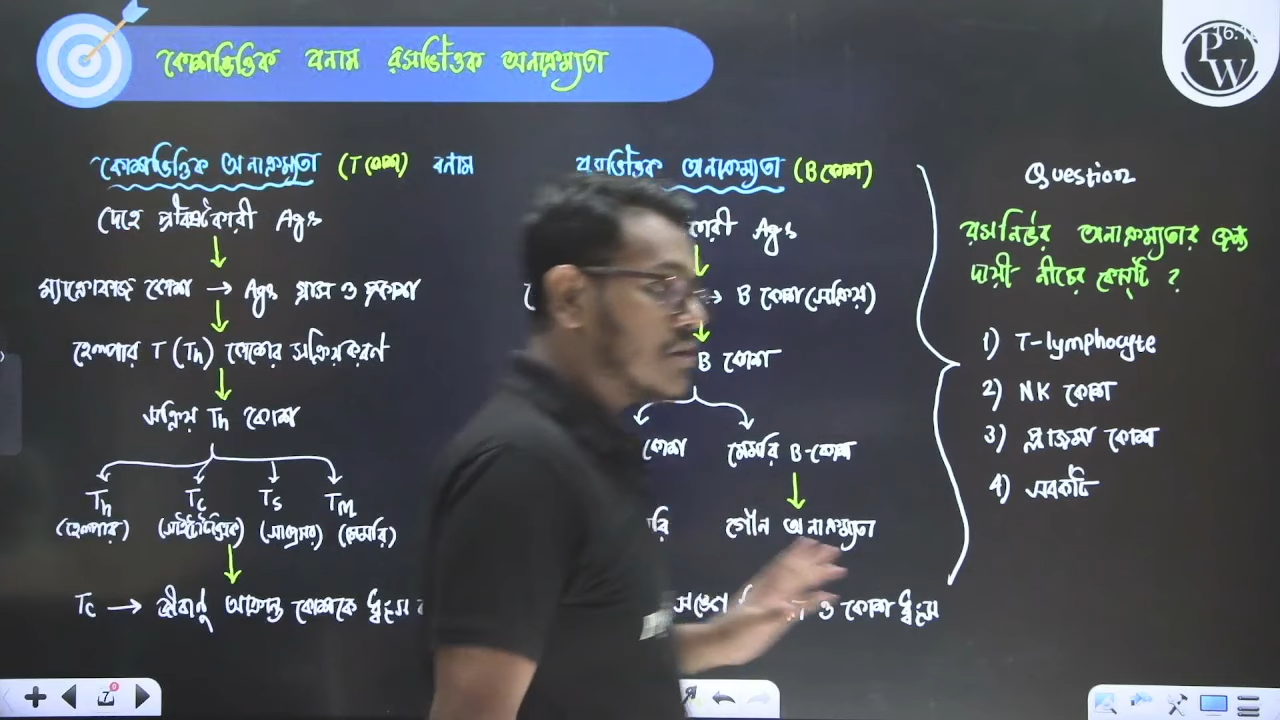 কোশভিত্তিক বনাম রসভিত্তিক অনাক্রম্যতা
PW
কোশভিত্তিক অনাক্রম্যতা (T কোশ) বনাম
দেহে প্রবিষ্টকারী Ags
ম্যাক্রোফাজ কোশ → Ags গ্রাস ও প্রকাশ
হেল্পার T (Th) কোশের সক্রিয়করণ
সক্রিয় Th কোশ
Th Tc Ts Tm
(হেল্পার) (সাইটোটক্সিক) (সাপ্রেসর) (মেমরি)
Tc → জীবাণু আক্রান্ত কোশকে ধ্বংস
রসভিত্তিক অনাক্রম্যতা (B কোশ)
কারী Ags
→ B কোশ (সক্রিয়)
B কোশ
কোশ মেমরি B-কোশ
গৌন অনাক্রম্যতা
ও কোশ ধ্বংস
Question
রসনির্ভর অনাক্রম্যতার জন্য
দায়ী নীচের কোনটি ?
1) T-lymphocyte
2) NK কোশ
3) প্লাজমা কোশ
4) সবকটি
7